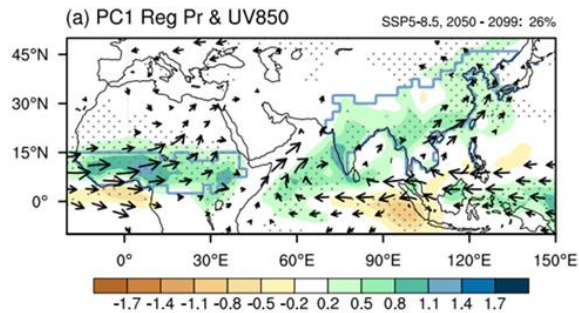 (a) PC1 Reg Pr & UV850
SSP5-8.5, 2050 - 2099: 26%
45°N
30°N
15°N
0°
0° 30°E 60°E 90°E 120°E 150°E
-1.7 -1.4 -1.1 -0.8 -0.5 -0.2 0.2 0.5 0.8 1.1 1.4 1.7